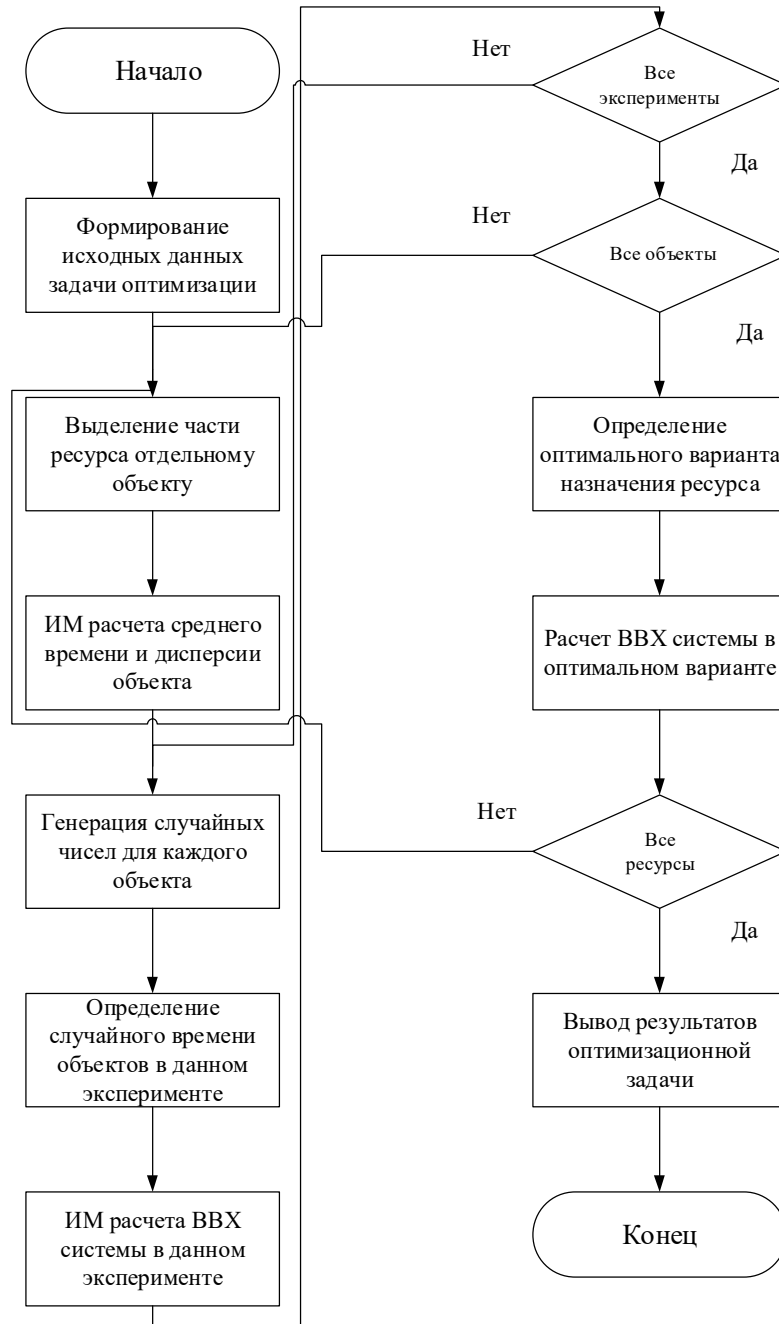 Начало
Формирование
исходных данных
задачи оптимизации
Выделение части
ресурса отдельному
объекту
ИМ расчета среднего
времени и дисперсии
объекта
Генерация случайных
чисел для каждого
объекта
Определение
случайного времени
объектов в данном
эксперименте
ИМ расчета ВВХ
системы в данном
эксперименте
Нет
Все
эксперименты
Да
Нет
Все объекты
Да
Определение
оптимального варианта
назначения ресурса
Расчет ВВХ системы в
оптимальном варианте
Нет
Все
ресурсы
Да
Вывод результатов
оптимизационной
задачи
Конец